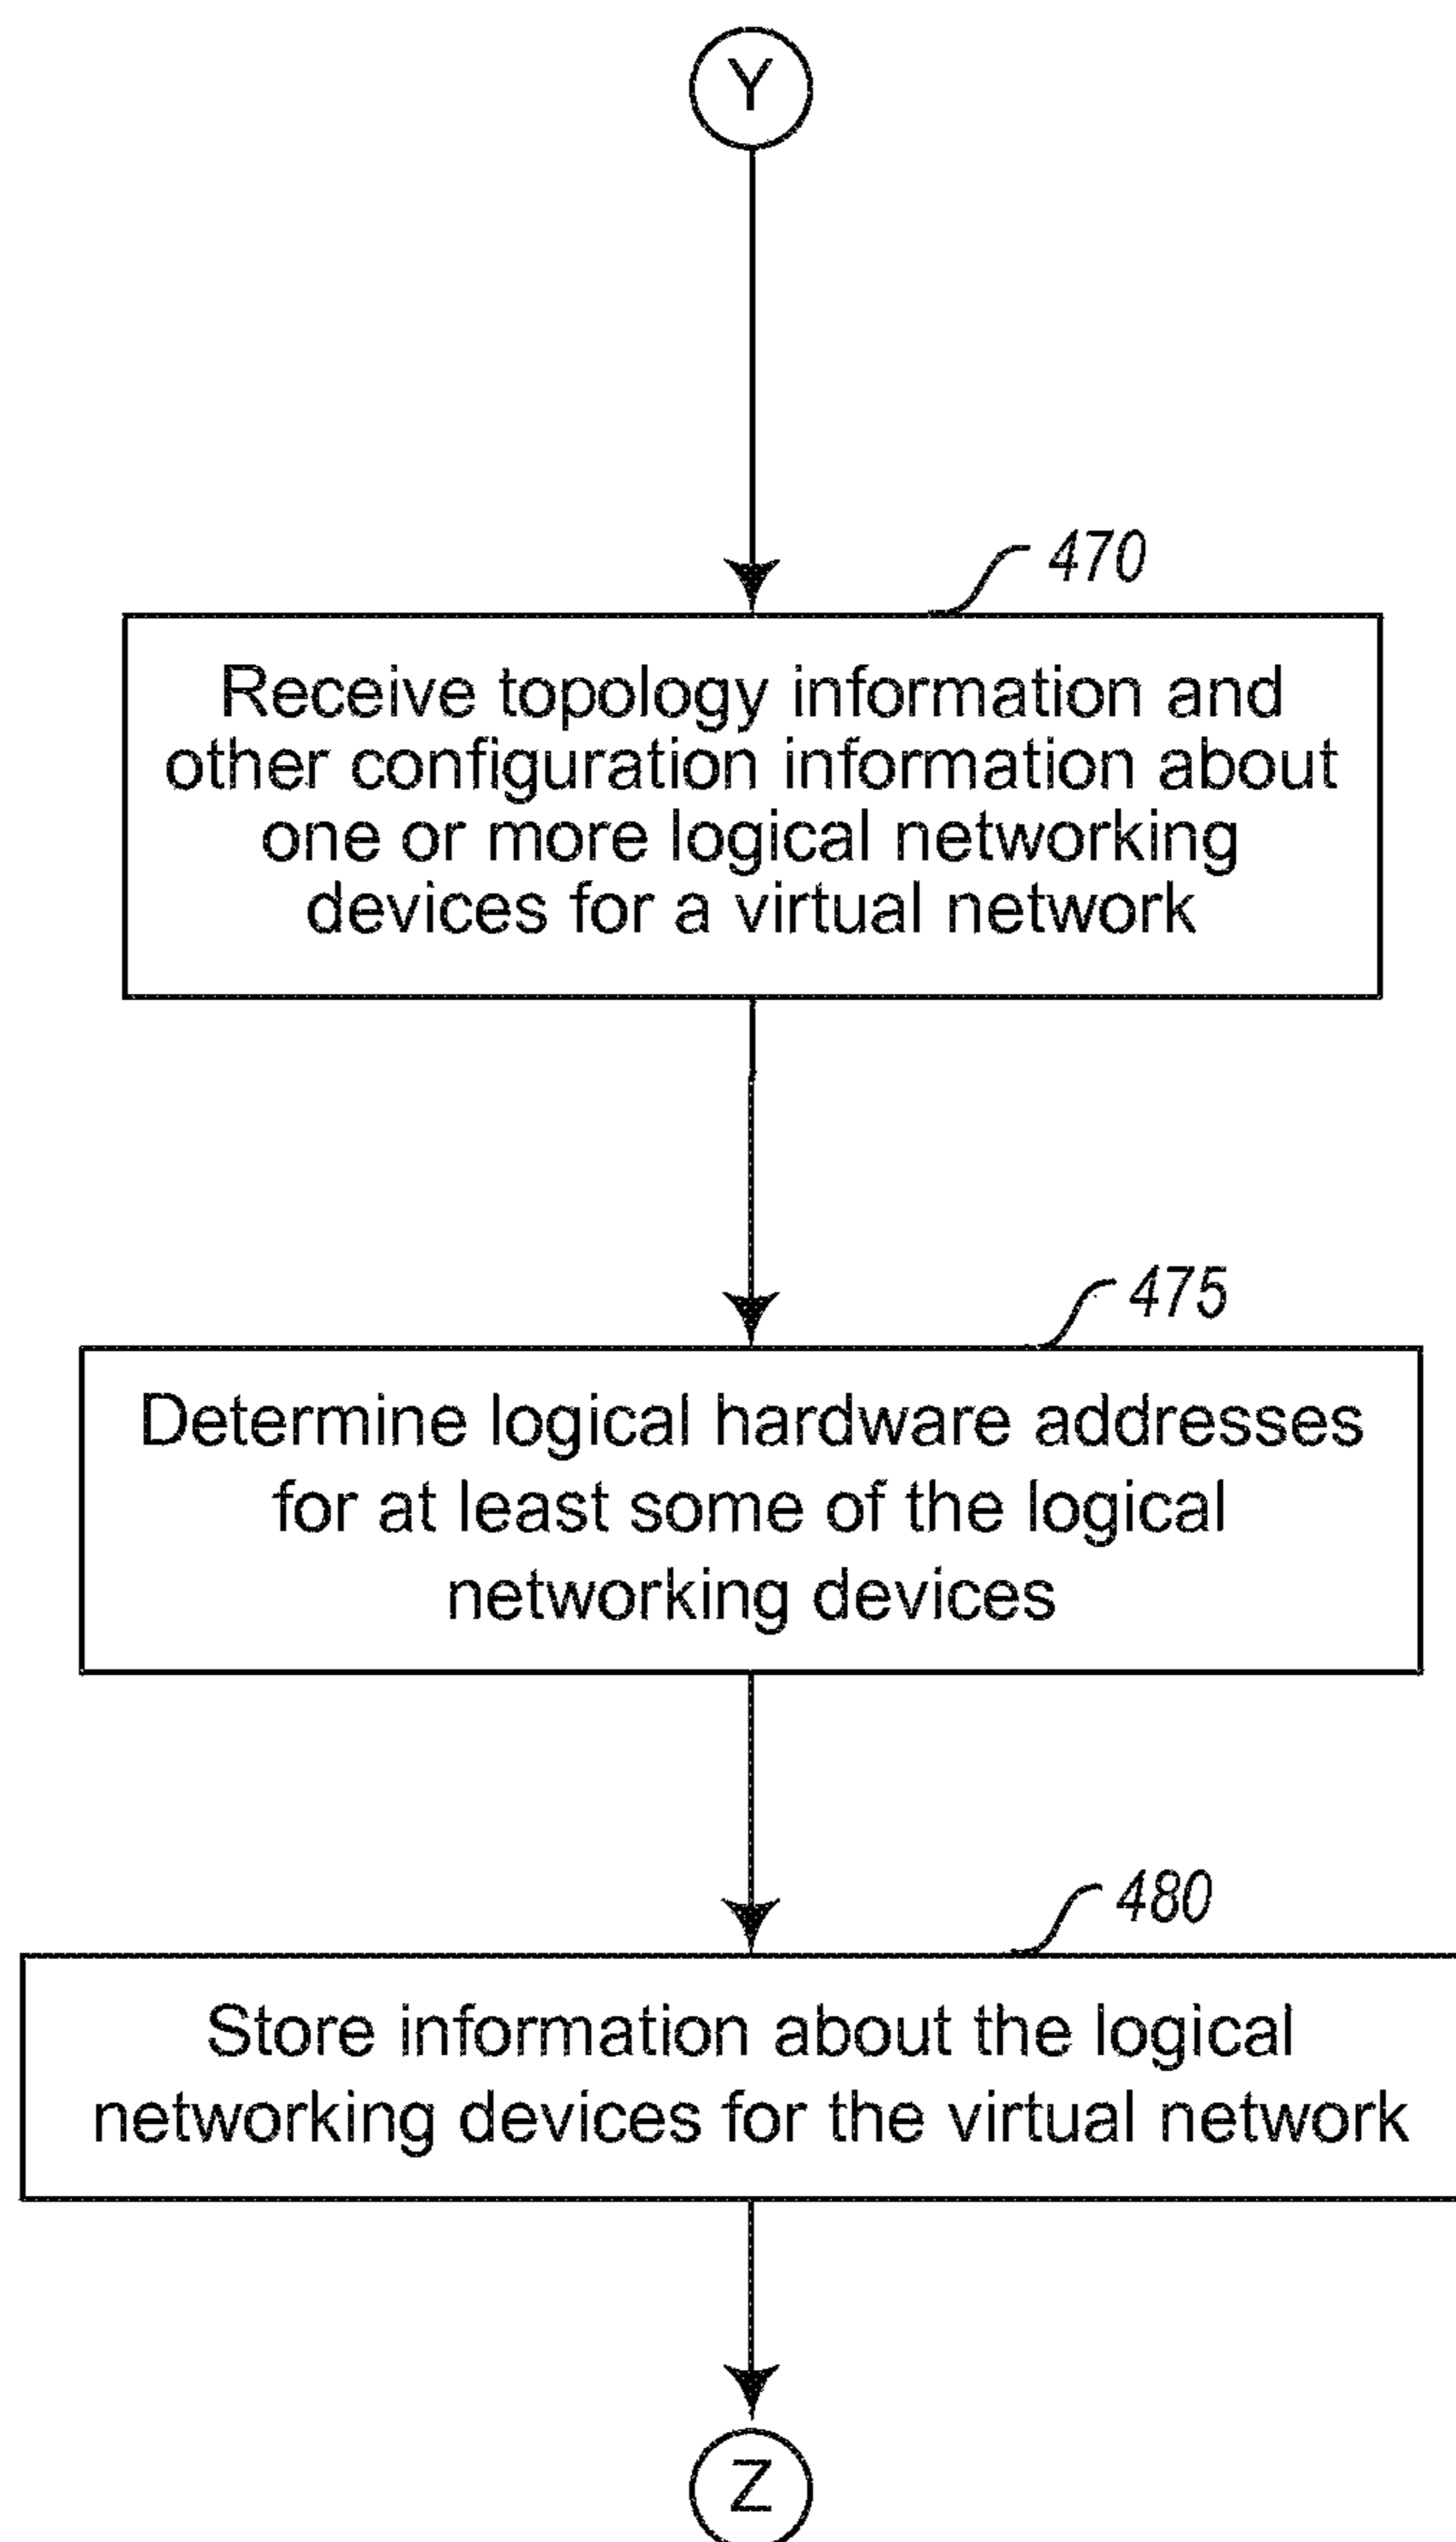 Y
470
Receive topology information and
other configuration information about
one or more logical networking
devices for a virtual network
475
Determine logical hardware addresses
for at least some of the logical
networking devices
480
Store information about the logical
networking devices for the virtual network
Z